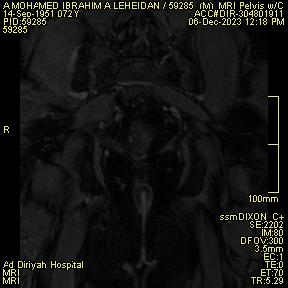 A MOHAMED IBRAHIM A LEHEIDAN / 59285 (M) MRI Pelvis w/C
14-Sep-1951 072Y
ACC#DIR-304801911
PID:59285
06-Dec-2023 12:18 PM
59285
R
100mm
ssmDIXON_C+
SE:2202
IM:80
DFOV:300
3.5mm
EC:1
Ad Diriyah Hospital
TE:0
MRI
ET:70
MRI
TR:5.29